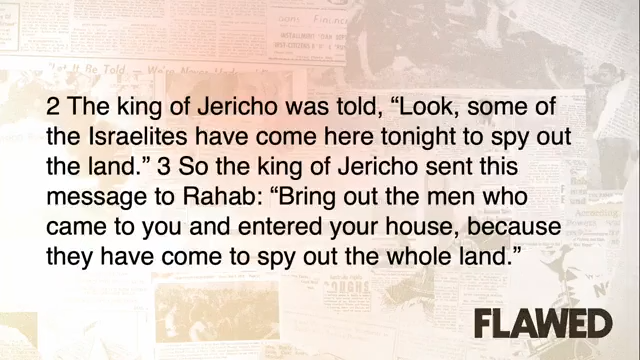 2 The king of Jericho was told, “Look, some of
the Israelites have come here tonight to spy out
the land.” 3 So the king of Jericho sent this
message to Rahab: “Bring out the men who
came to you and entered your house, because
they have come to spy out the whole land.”
FLAWED